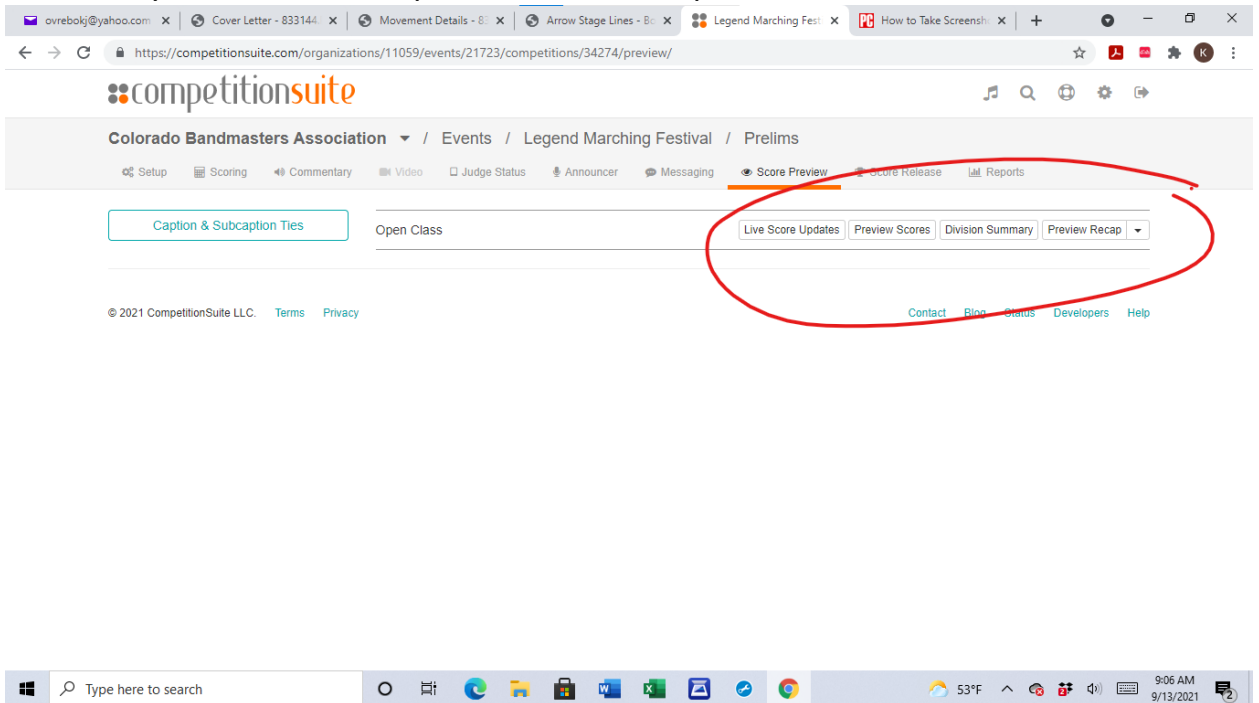 ovrebokj@yahoo.com
Cover Letter - 833144
Movement Details - 83
Arrow Stage Lines - Bo
Legend Marching Fest
How to Take Screensh
https://competitionsuite.com/organizations/11059/events/21723/competitions/34274/preview/
K
competitionsuite
Colorado Bandmasters Association / Events / Legend Marching Festival / Prelims
Setup Scoring Commentary Video Judge Status Announcer Messaging Score Preview Score Release Reports
Caption & Subcaption Ties
Open Class
Live Score Updates Preview Scores Division Summary Preview Recap
© 2021 CompetitionSuite LLC. Terms Privacy
Contact Blog Status Developers Help
Type here to search
53°F
9:06 AM
9/13/2021
2